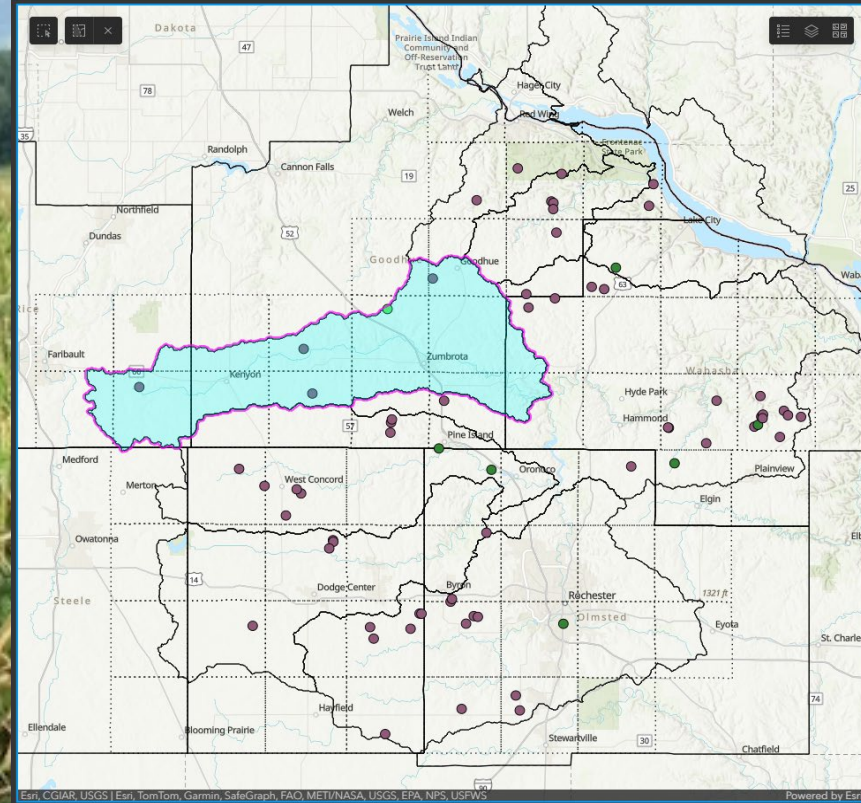 Dakota
47
Prairie Island Indian
Community and
Off-Reservation
Trust Land
78
Hager City
Welch
Red Wing
35
Frontenac
State Park
Randolph
Cannon Falls
19
25
Northfield
52
Lake City
Dundas
Goodhue
63
Rice
Faribault
Zumbrota
60
Kenyon
Wabasha
Hyde Park
Hammond
57
Pine Island
Medford
Oronoco
Plainview
Merton
West Concord
Elgin
Owatonna
14
Dodge Center
Byron
Rochester
1321 ft
Steele
Olmsted
Eyota
St. Charles
74
Hayfield
Ellendale
Blooming Prairie
Stewartville
30
Chatfield
Esri, CGIAR, USGS | Esri, TomTom, Garmin, SafeGraph, FAO, METI/NASA, USGS, EPA, NPS, USFWS
Powered by Esri